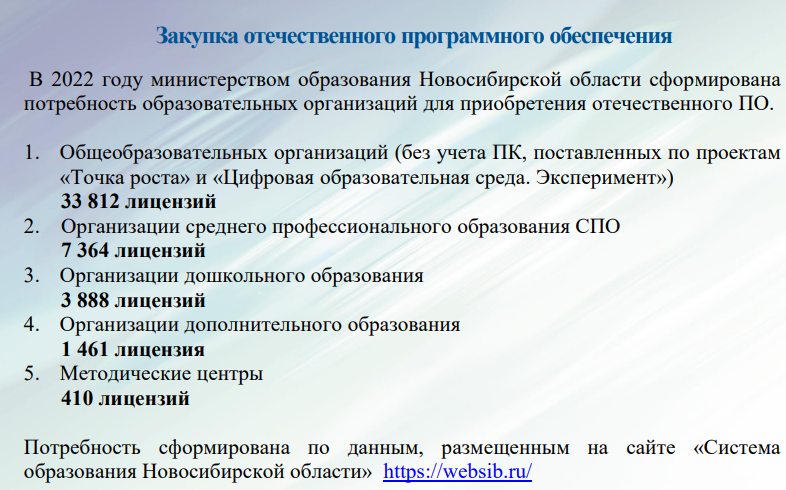 Закупка отечественного программного обеспечения
В 2022 году министерством образования Новосибирской области сформирована
потребность образовательных организаций для приобретения отечественного ПО.
1. Общеобразовательных организаций (без учета ПК, поставленных по проектам
«Точка роста» и «Цифровая образовательная среда. Эксперимент»)
33 812 лицензий
2. Организации среднего профессионального образования СПО
7 364 лицензий
3. Организации дошкольного образования
3 888 лицензий
4. Организации дополнительного образования
1 461 лицензия
5. Методические центры
410 лицензий
Потребность сформирована по данным, размещенным на сайте «Система
образования Новосибирской области» https://websib.ru/